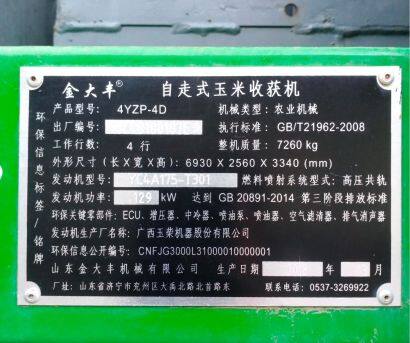 金大丰® 自走式玉米收获机
产品型号： 4YZP-4D 机械类型：农业机械
出厂编号： 执行标准：GB/T21962-2008
工作行数： 4 行 整机质量：7260 kg
外形尺寸（长 X 宽 X 高）：6930 X 2560 X 3340 (mm)
发动机型号： YC4A175-T301 燃料喷射系统型式：高压共轨
发动机功率： 129 kW 达到 GB 20891-2014 第三阶段排放标准
环保关键零部件：ECU、增压器、中冷器、喷油泵、喷油器、空气滤清器、排气消声器
发动机生产厂名称：广西玉柴机器股份有限公司
环保信息公开编号：CNFJG3000L31000010000001
山东金大丰机械有限公司 生产日期 年 月
厂址：山东省济宁市兖州区大禹北路北首路东 联系电话：0537-3269922
环保信息标签/铭牌